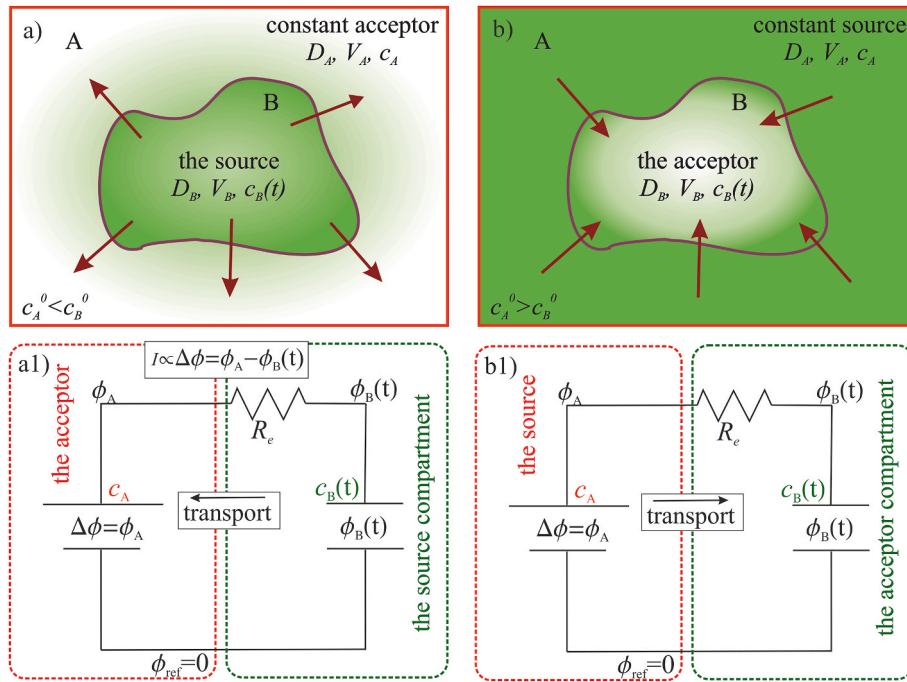 a)
A
constant acceptor
D_A, V_A, c_A
B
the source
D_B, V_B, c_B(t)
c_A^0<c_B^0
b)
A
constant source
D_A, V_A, c_A
B
the acceptor
D_B, V_B, c_B(t)
c_A^0>c_B^0
a1)
I∝Δϕ=ϕ_A−ϕ_B(t)
ϕ_A
ϕ_B(t)
R_e
the acceptor
c_A
c_B(t)
transport
Δϕ=ϕ_A
ϕ_B(t)
the source compartment
ϕ_ref=0
b1)
ϕ_A
ϕ_B(t)
R_e
the source
c_A
c_B(t)
transport
Δϕ=ϕ_A
ϕ_B(t)
the acceptor compartment
ϕ_ref=0